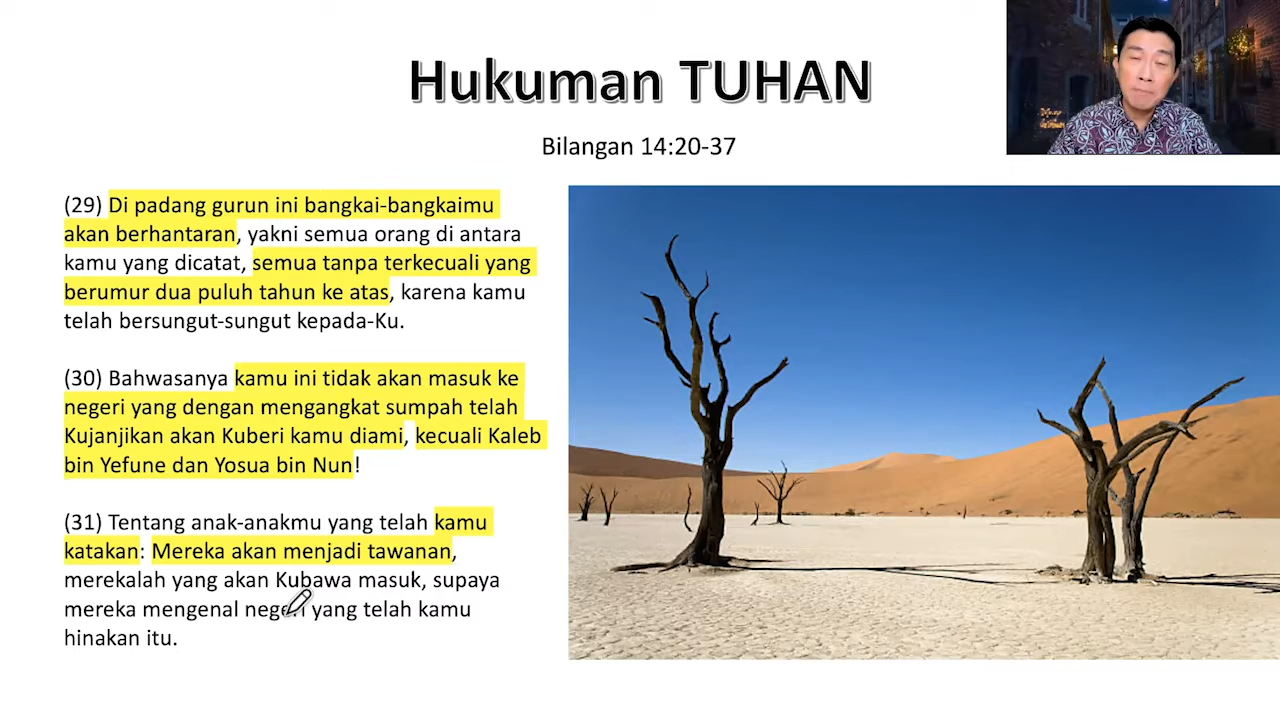 Hukuman TUHAN
Bilangan 14:20-37
(29) Di padang gurun ini bangkai-bangkaimu
akan berhantaran, yakni semua orang di antara
kamu yang dicatat, semua tanpa terkecuali yang
berumur dua puluh tahun ke atas, karena kamu
telah bersungut-sungut kepada-Ku.
(30) Bahwasanya kamu ini tidak akan masuk ke
negeri yang dengan mengangkat sumpah telah
Kujanjikan akan Kuberi kamu diami, kecuali Kaleb
bin Yefune dan Yosua bin Nun!
(31) Tentang anak-anakmu yang telah kamu
katakan: Mereka akan menjadi tawanan,
merekalah yang akan Kubawa masuk, supaya
mereka mengenal negeri yang telah kamu
hinakan itu.